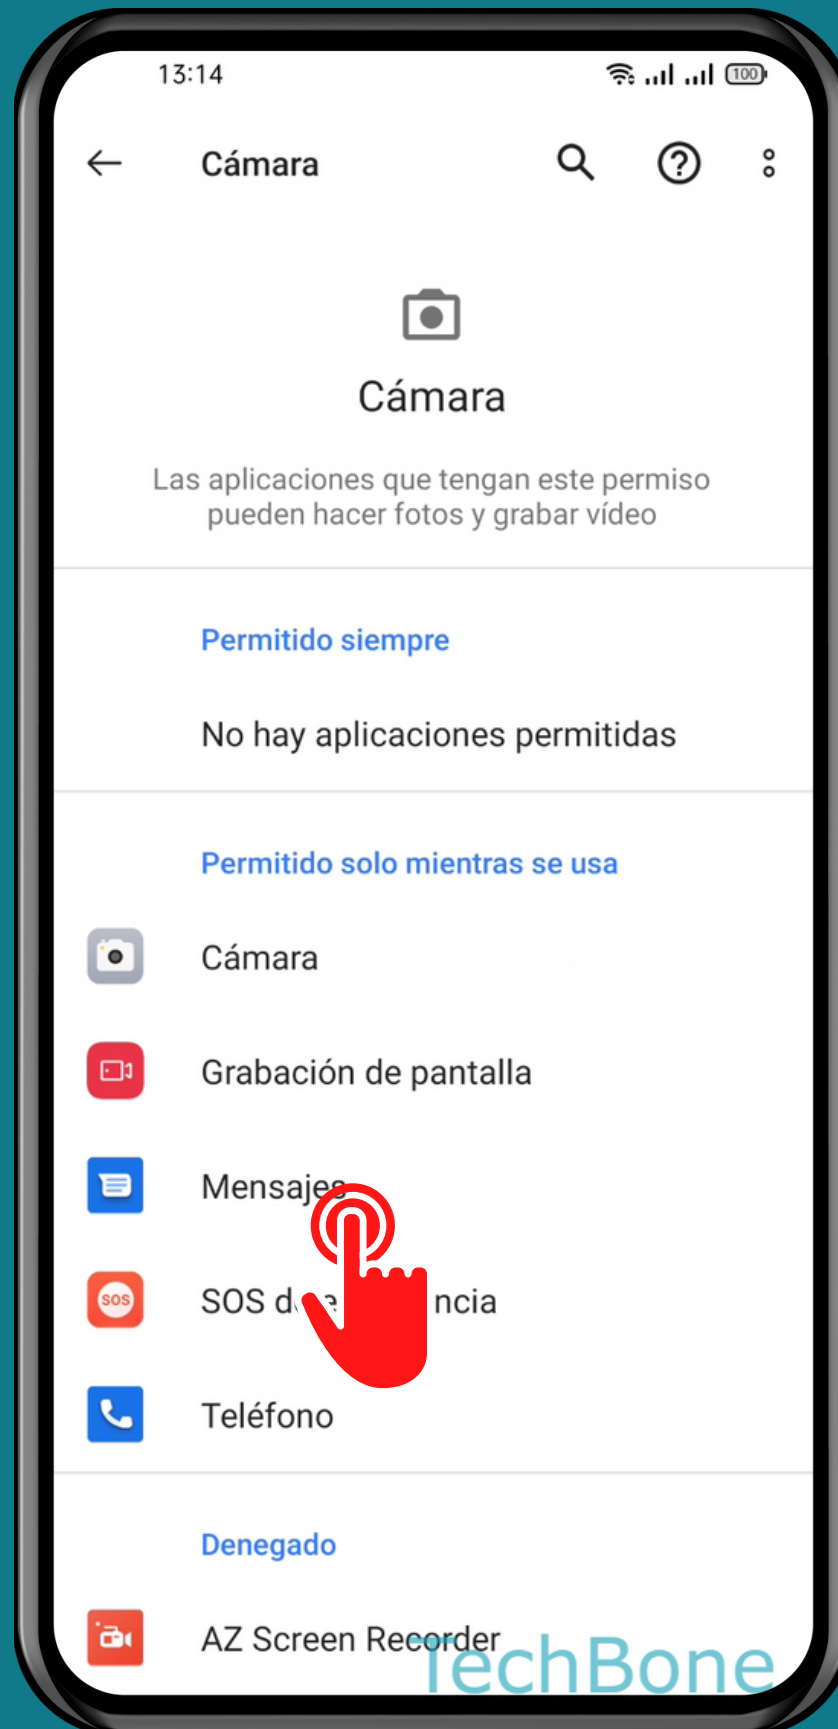 13:14
100
Cámara
Cámara
Las aplicaciones que tengan este permiso
pueden hacer fotos y grabar vídeo
Permitido siempre
No hay aplicaciones permitidas
Permitido solo mientras se usa
Cámara
Grabación de pantalla
Mensajes
SOS
SOS
Teléfono
Denegado
AZ Screen Recorder
TechBone